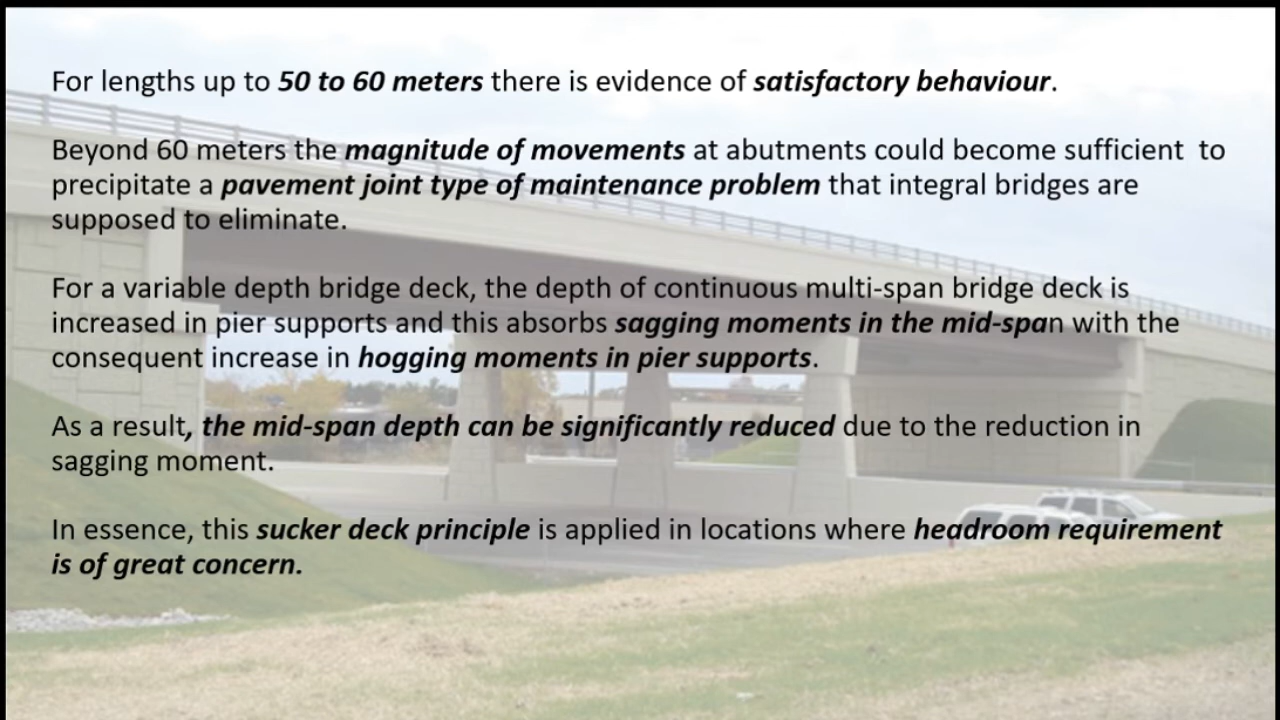 For lengths up to 50 to 60 meters there is evidence of satisfactory behaviour.
Beyond 60 meters the magnitude of movements at abutments could become sufficient  to
precipitate a pavement joint type of maintenance problem that integral bridges are
supposed to eliminate.
For a variable depth bridge deck, the depth of continuous multi-span bridge deck is
increased in pier supports and this absorbs sagging moments in the mid-span with the
consequent increase in hogging moments in pier supports.
As a result, the mid-span depth can be significantly reduced due to the reduction in
sagging moment.
In essence, this sucker deck principle is applied in locations where headroom requirement
is of great concern.